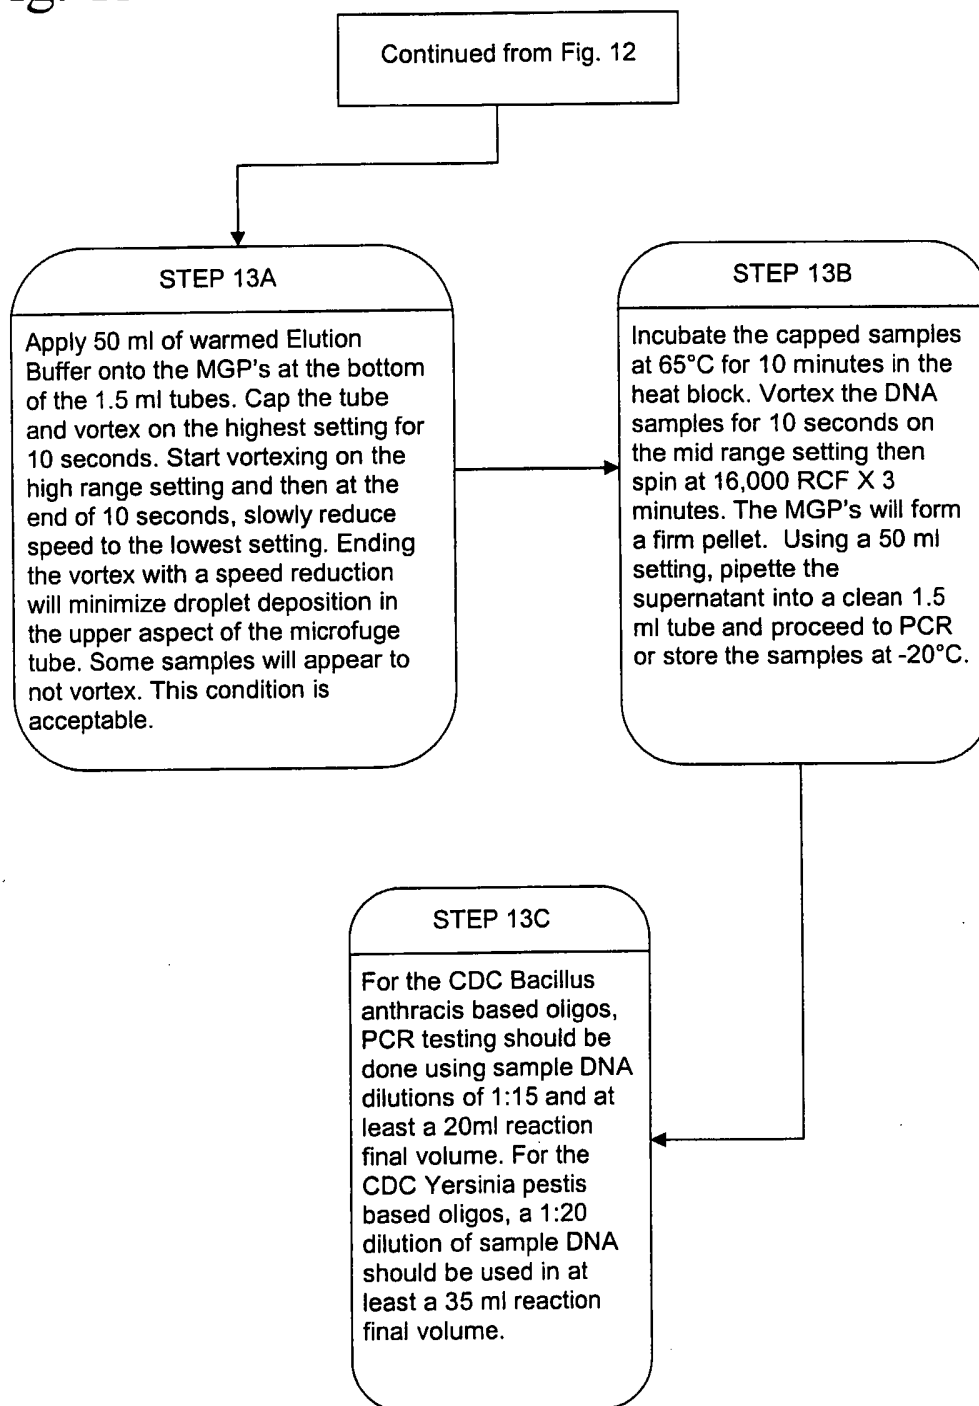 Continued from Fig. 12
STEP 13A
Apply 50 ml of warmed Elution
Buffer onto the MGP's at the bottom
of the 1.5 ml tubes. Cap the tube
and vortex on the highest setting for
10 seconds. Start vortexing on the
high range setting and then at the
end of 10 seconds, slowly reduce
speed to the lowest setting. Ending
the vortex with a speed reduction
will minimize droplet deposition in
the upper aspect of the microfuge
tube. Some samples will appear to
not vortex. This condition is
acceptable.
STEP 13B
Incubate the capped samples
at 65°C for 10 minutes in the
heat block. Vortex the DNA
samples for 10 seconds on
the mid range setting then
spin at 16,000 RCF X 3
minutes. The MGP's will form
a firm pellet. Using a 50 ml
setting, pipette the
supernatant into a clean 1.5
ml tube and proceed to PCR
or store the samples at -20°C.
STEP 13C
For the CDC Bacillus
anthracis based oligos,
PCR testing should be
done using sample DNA
dilutions of 1:15 and at
least a 20ml reaction
final volume. For the
CDC Yersinia pestis
based oligos, a 1:20
dilution of sample DNA
should be used in at
least a 35 ml reaction
final volume.